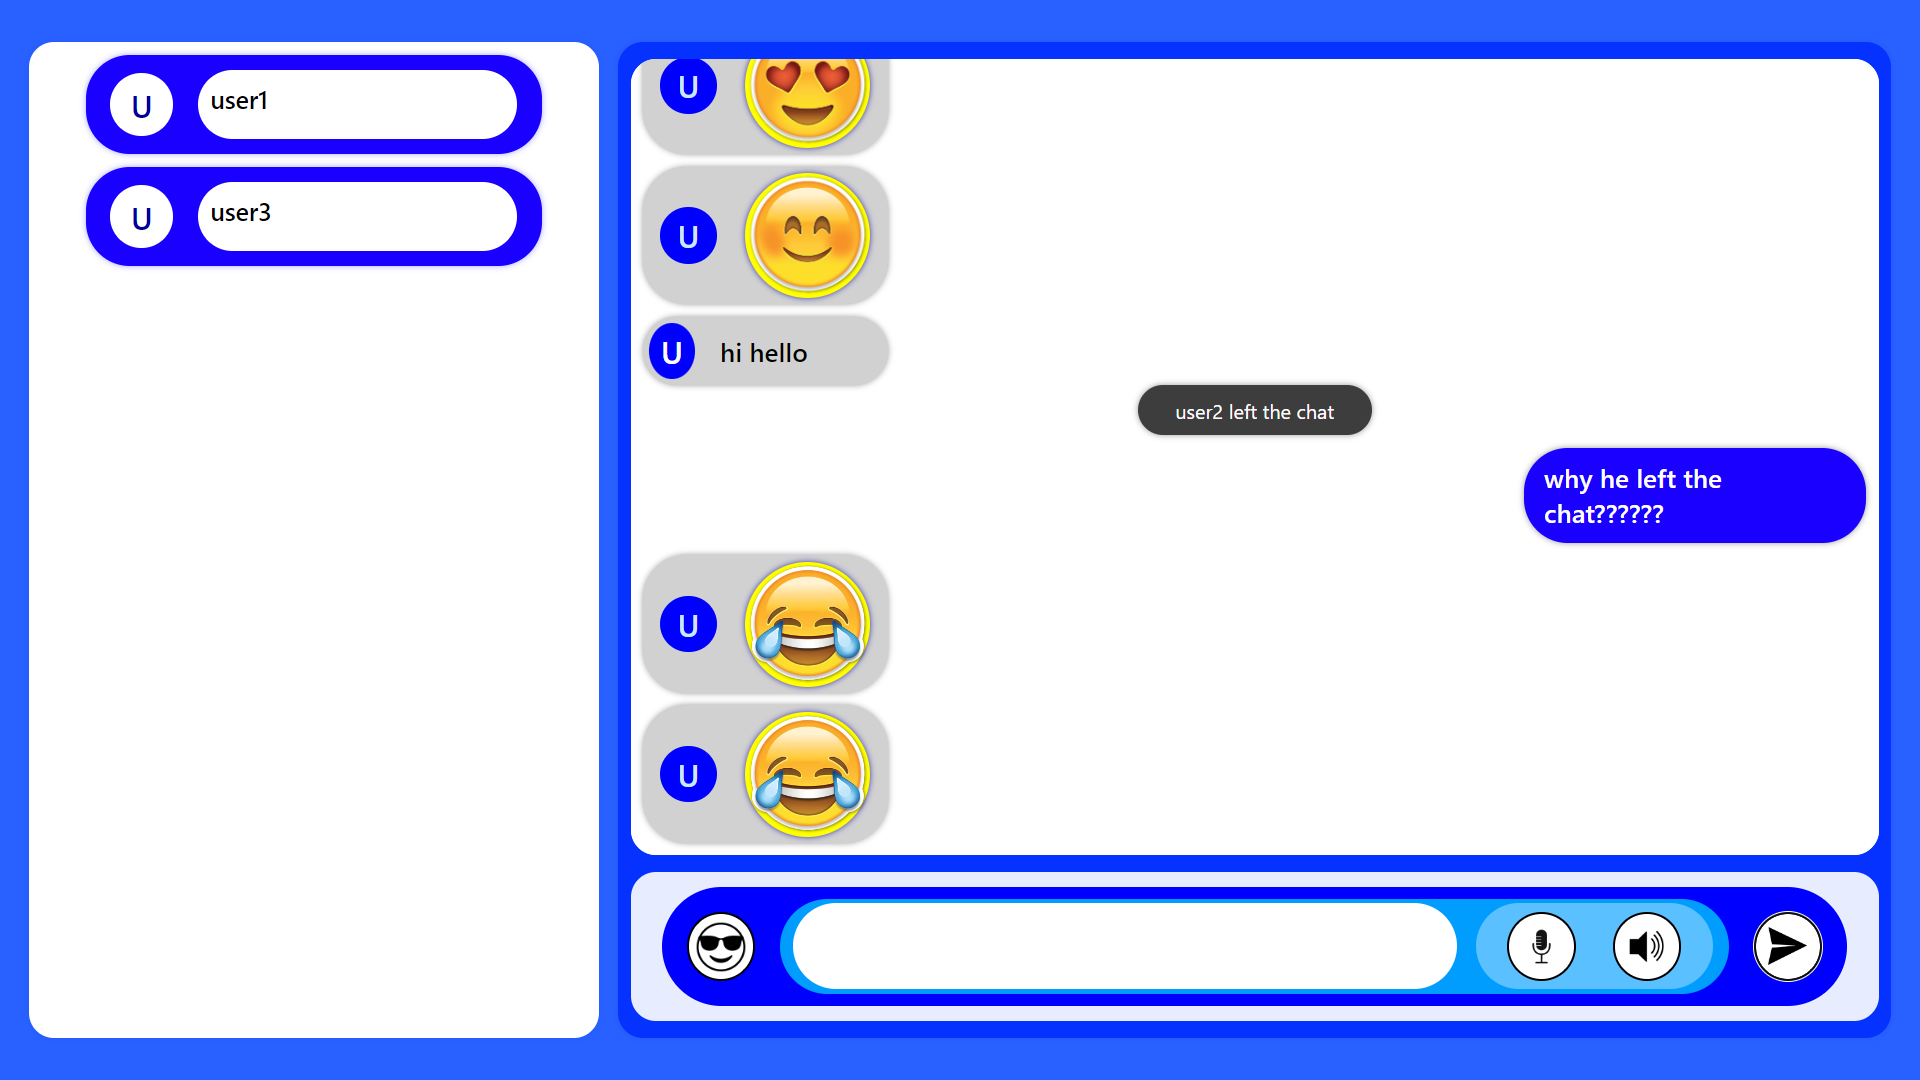 U
user1
U
user3
U
U
U
hi hello
user2 left the chat
why he left the
chat??????
U
U